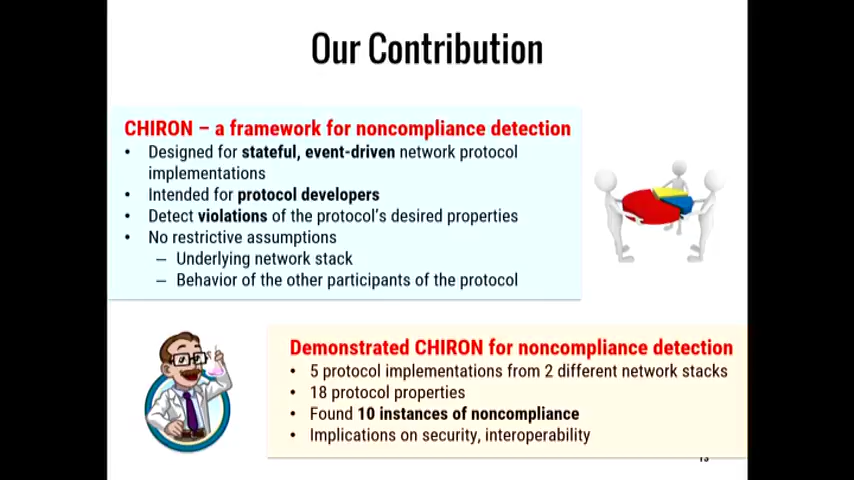 Our Contribution
CHIRON – a framework for noncompliance detection
• Designed for stateful, event-driven network protocol
implementations
• Intended for protocol developers
• Detect violations of the protocol's desired properties
• No restrictive assumptions
– Underlying network stack
– Behavior of the other participants of the protocol
Demonstrated CHIRON for noncompliance detection
• 5 protocol implementations from 2 different network stacks
• 18 protocol properties
• Found 10 instances of noncompliance
• Implications on security, interoperability